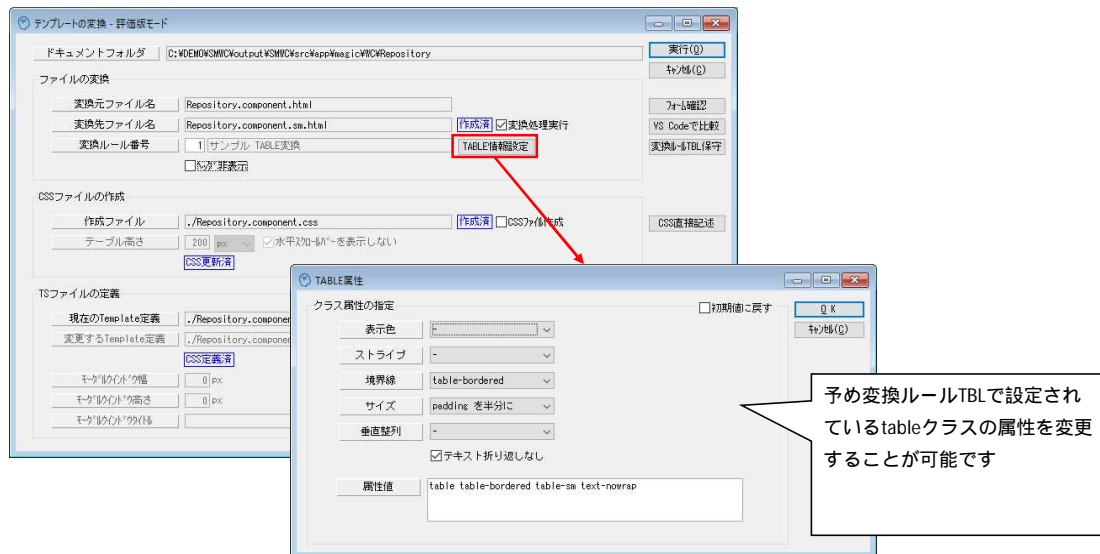 テンプレートの変換 - 評価版モード
ドキュメントフォルダ C:¥DEMO¥SMWC¥output¥SMWC¥src¥app¥magic¥WC¥Repository 実行(O)
ｷｬﾝｾﾙ(C)
ファイルの変換
変換元ファイル名 Repository.component.html ﾌｫｰﾑ確認
変換先ファイル名 Repository.component.sm.html 作成済 変換処理実行 VS Codeで比較
変換ルール番号 1 サンプル TABLE変換 TABLE情報設定 変換ﾙｰﾙTBL保守
ﾍｯﾀﾞ非表示
CSSファイルの作成
作成ファイル ./Repository.component.css 作成済 CSSﾌｧｲﾙ作成 CSS直接記述
テーブル高さ 200 px 水平ｽｸﾛｰﾙﾊﾞｰを表示しない
CSS更新済
TSファイルの定義
現在のTemplate定義 ./Repository.componen
変更するTemplate定義 ./Repository.componen
CSS定義済
ﾓｰﾀﾞﾙｳｨﾝﾄﾞｳ幅 0 px
ﾓｰﾀﾞﾙｳｨﾝﾄﾞｳ高さ 0 px
ﾓｰﾀﾞﾙｳｨﾝﾄﾞｳﾀｲﾄﾙ
TABLE属性
クラス属性の指定 初期値に戻す O K
表示色 - ｷｬﾝｾﾙ(C)
ストライプ -
境界線 table-bordered
サイズ padding を半分に
垂直整列 -
テキスト折り返しなし
属性値 table table-bordered table-sm text-nowrap
予め変換ルールTBLで設定され
ているtableクラスの属性を変更
することが可能です